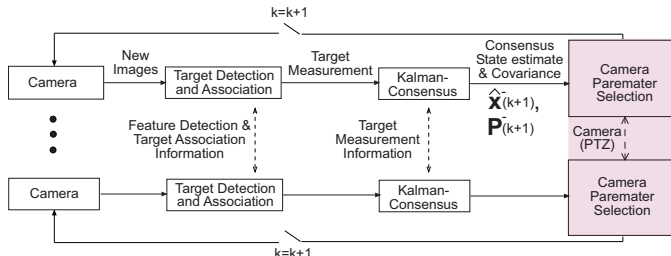 k=k+1
New
Images
Target
Measurement
Consensus
State estimate
& Covariance
Camera
Target Detection
and Association
Kalman-
Consensus
Camera
Paremater
Selection
x̂⁻(k+1),
P⁻(k+1)
Feature Detection &
Target Association
Information
Target
Measurement
Information
Camera
(PTZ)
Camera
Target Detection
and Association
Kalman-
Consensus
Camera
Paremater
Selection
k=k+1